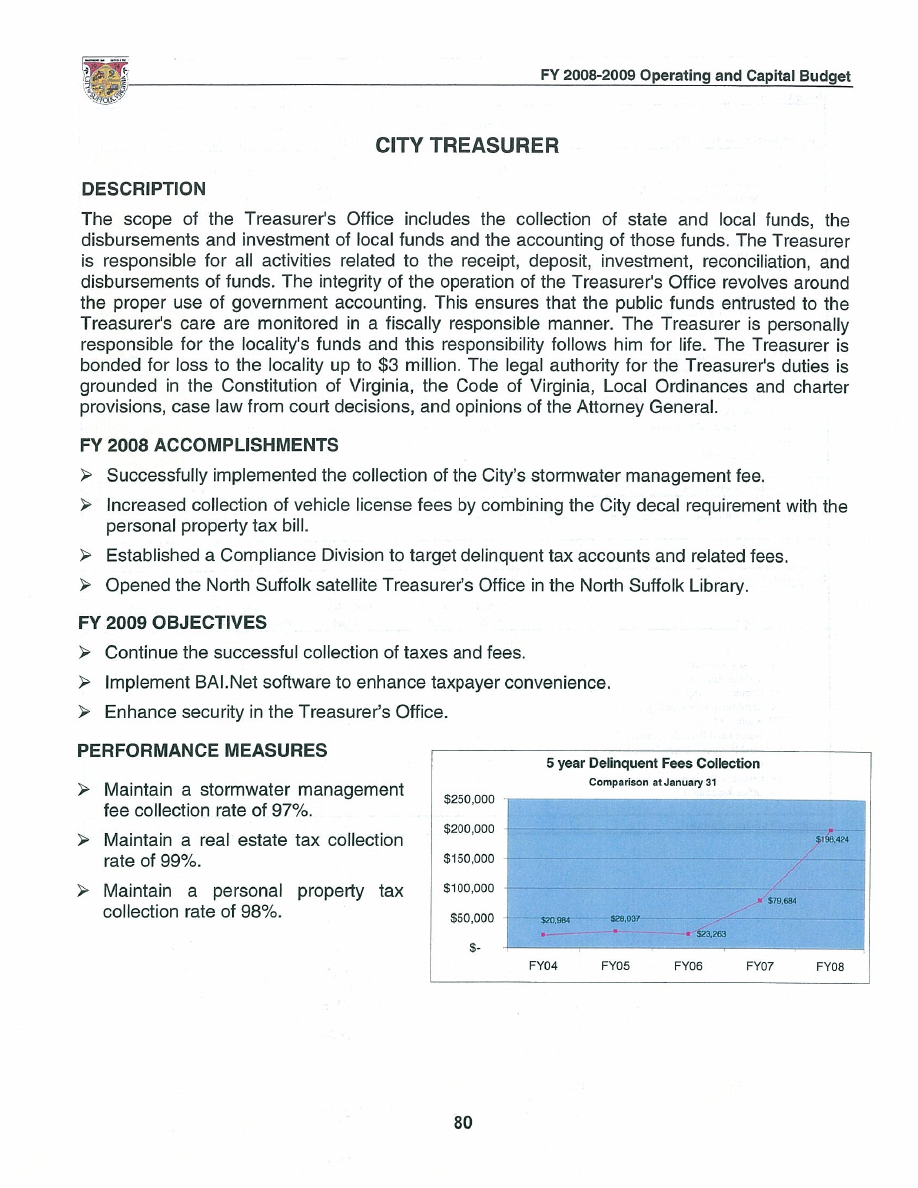 FY 2008-2009 Operating and Capital Budget
CITY TREASURER
DESCRIPTION
The scope of the Treasurer's Office includes the collection of state and local funds, the
disbursements and investment of local funds and the accounting of those funds. The Treasurer
is responsible for all activities related to the receipt, deposit, investment, reconciliation, and
disbursements of funds. The integrity of the operation of the Treasurer's Office revolves around
the proper use of government accounting. This ensures that the public funds entrusted to the
Treasurer's care are monitored in a fiscally responsible manner. The Treasurer is personally
responsible for the locality's funds and this responsibility follows him for life. The Treasurer is
bonded for loss to the locality up to $3 million. The legal authority for the Treasurer's duties is
grounded in the Constitution of Virginia, the Code of Virginia, Local Ordinances and charter
provisions, case law from court decisions, and opinions of the Attorney General.
FY 2008 ACCOMPLISHMENTS
➢ Successfully implemented the collection of the City's stormwater management fee.
➢ Increased collection of vehicle license fees by combining the City decal requirement with the
personal property tax bill.
➢ Established a Compliance Division to target delinquent tax accounts and related fees.
➢ Opened the North Suffolk satellite Treasurer's Office in the North Suffolk Library.
FY 2009 OBJECTIVES
➢ Continue the successful collection of taxes and fees.
➢ Implement BAI.Net software to enhance taxpayer convenience.
➢ Enhance security in the Treasurer's Office.
PERFORMANCE MEASURES
➢ Maintain a stormwater management
fee collection rate of 97%.
➢ Maintain a real estate tax collection
rate of 99%.
➢ Maintain a personal property tax
collection rate of 98%.
5 year Delinquent Fees Collection
Comparison at January 31
$250,000
$200,000
$150,000
$100,000
$50,000
$-
$20,984
$28,037
$23,263
$79,684
FY04 FY05 FY06 FY07 FY08
80